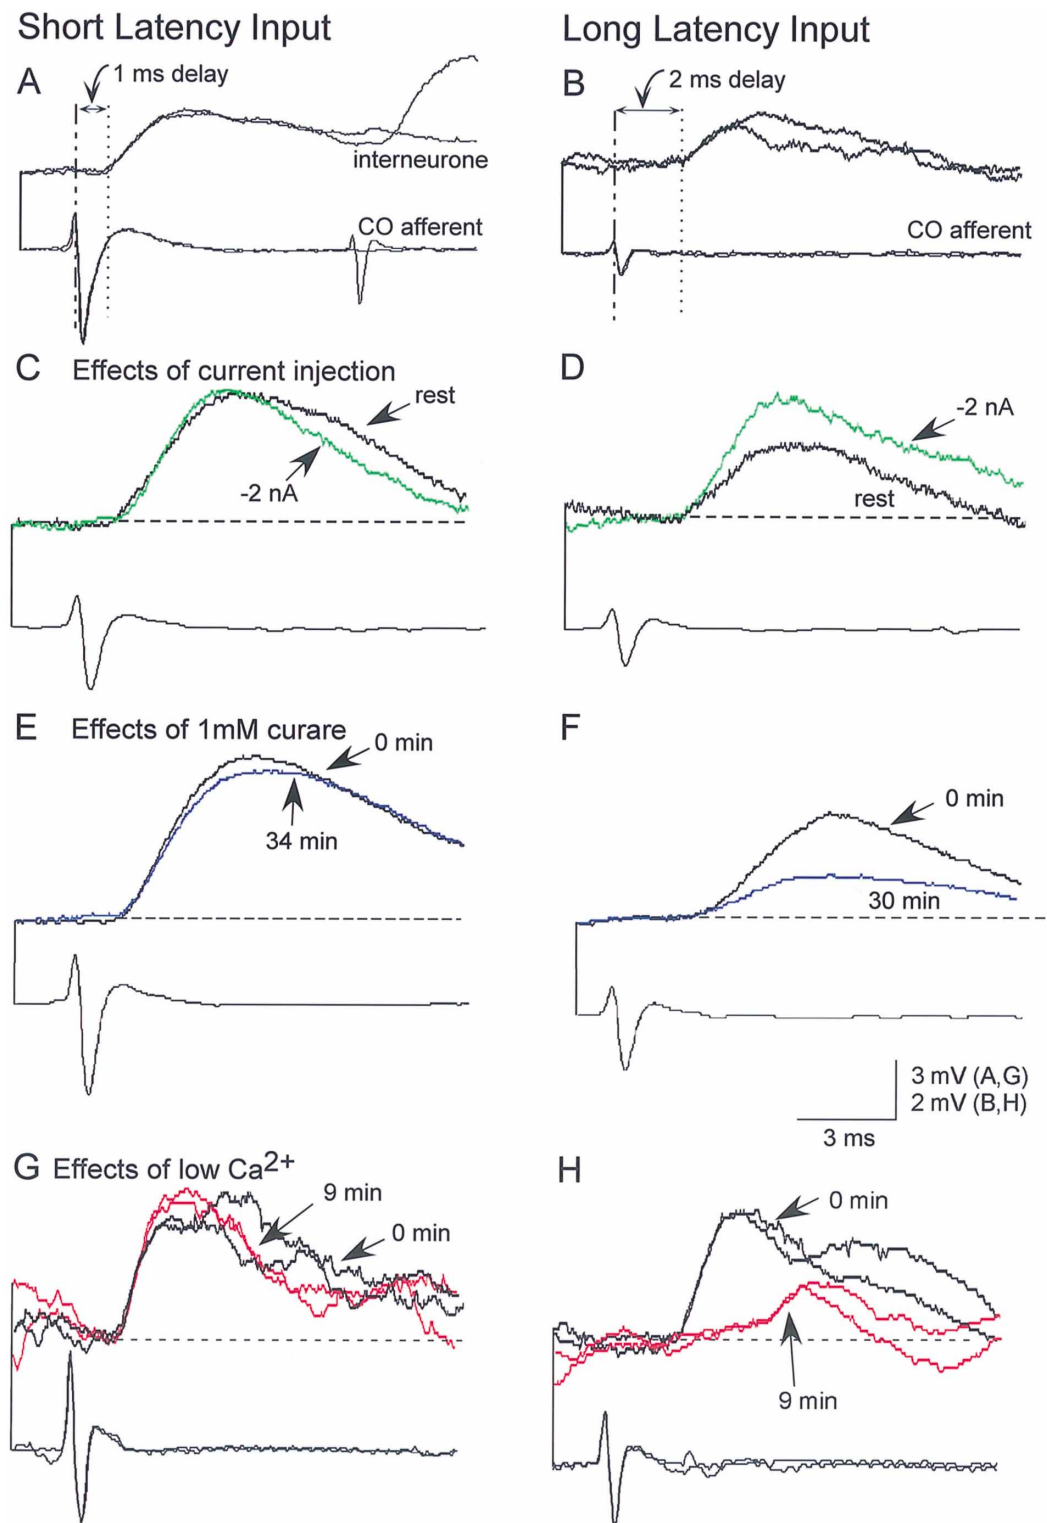 Short Latency Input
Long Latency Input
A
1 ms delay
interneurone
CO afferent
B
2 ms delay
CO afferent
C
Effects of current injection
rest
-2 nA
D
-2 nA
rest
E
Effects of 1mM curare
0 min
34 min
F
0 min
30 min
3 mV (A,G)
2 mV (B,H)
3 ms
G
Effects of low Ca2+
9 min
0 min
H
0 min
9 min